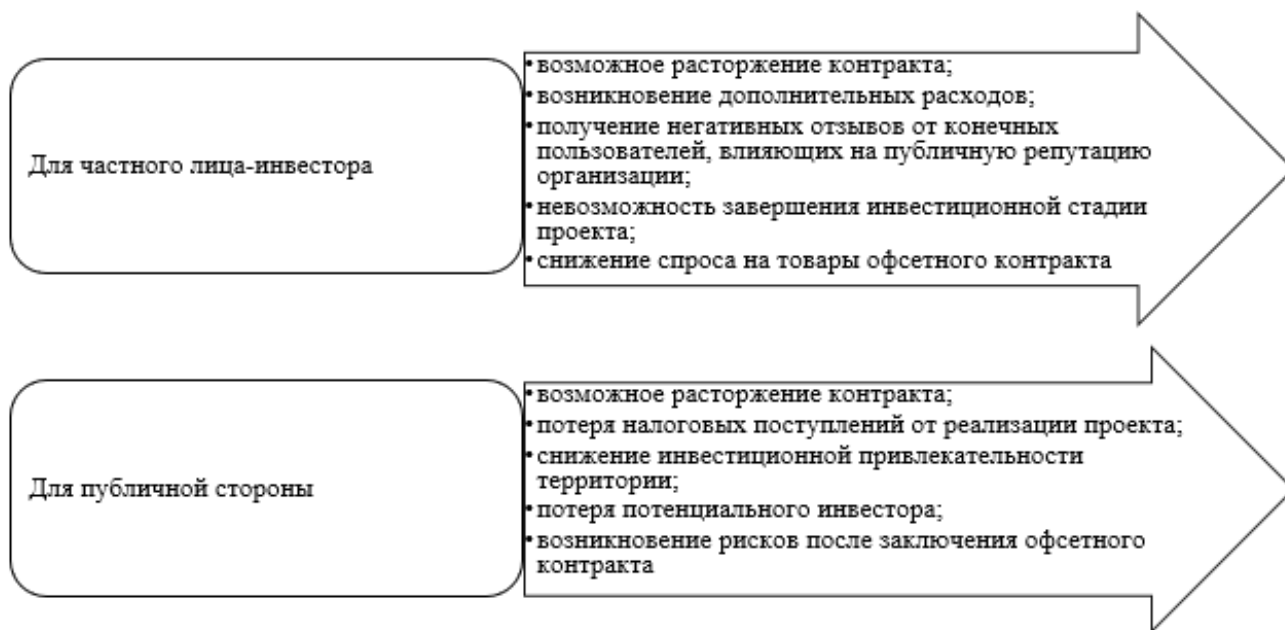 Для частного лица-инвестора
•возможное расторжение контракта;
•возникновение дополнительных расходов;
•получение негативных отзывов от конечных
пользователей, влияющих на публичную репутацию
организации;
•невозможность завершения инвестиционной стадии
проекта;
•снижение спроса на товары офсетного контракта
Для публичной стороны
•возможное расторжение контракта;
•потеря налоговых поступлений от реализации проекта;
•снижение инвестиционной привлекательности
территории;
•потеря потенциального инвестора;
•возникновение рисков после заключения офсетного
контракта